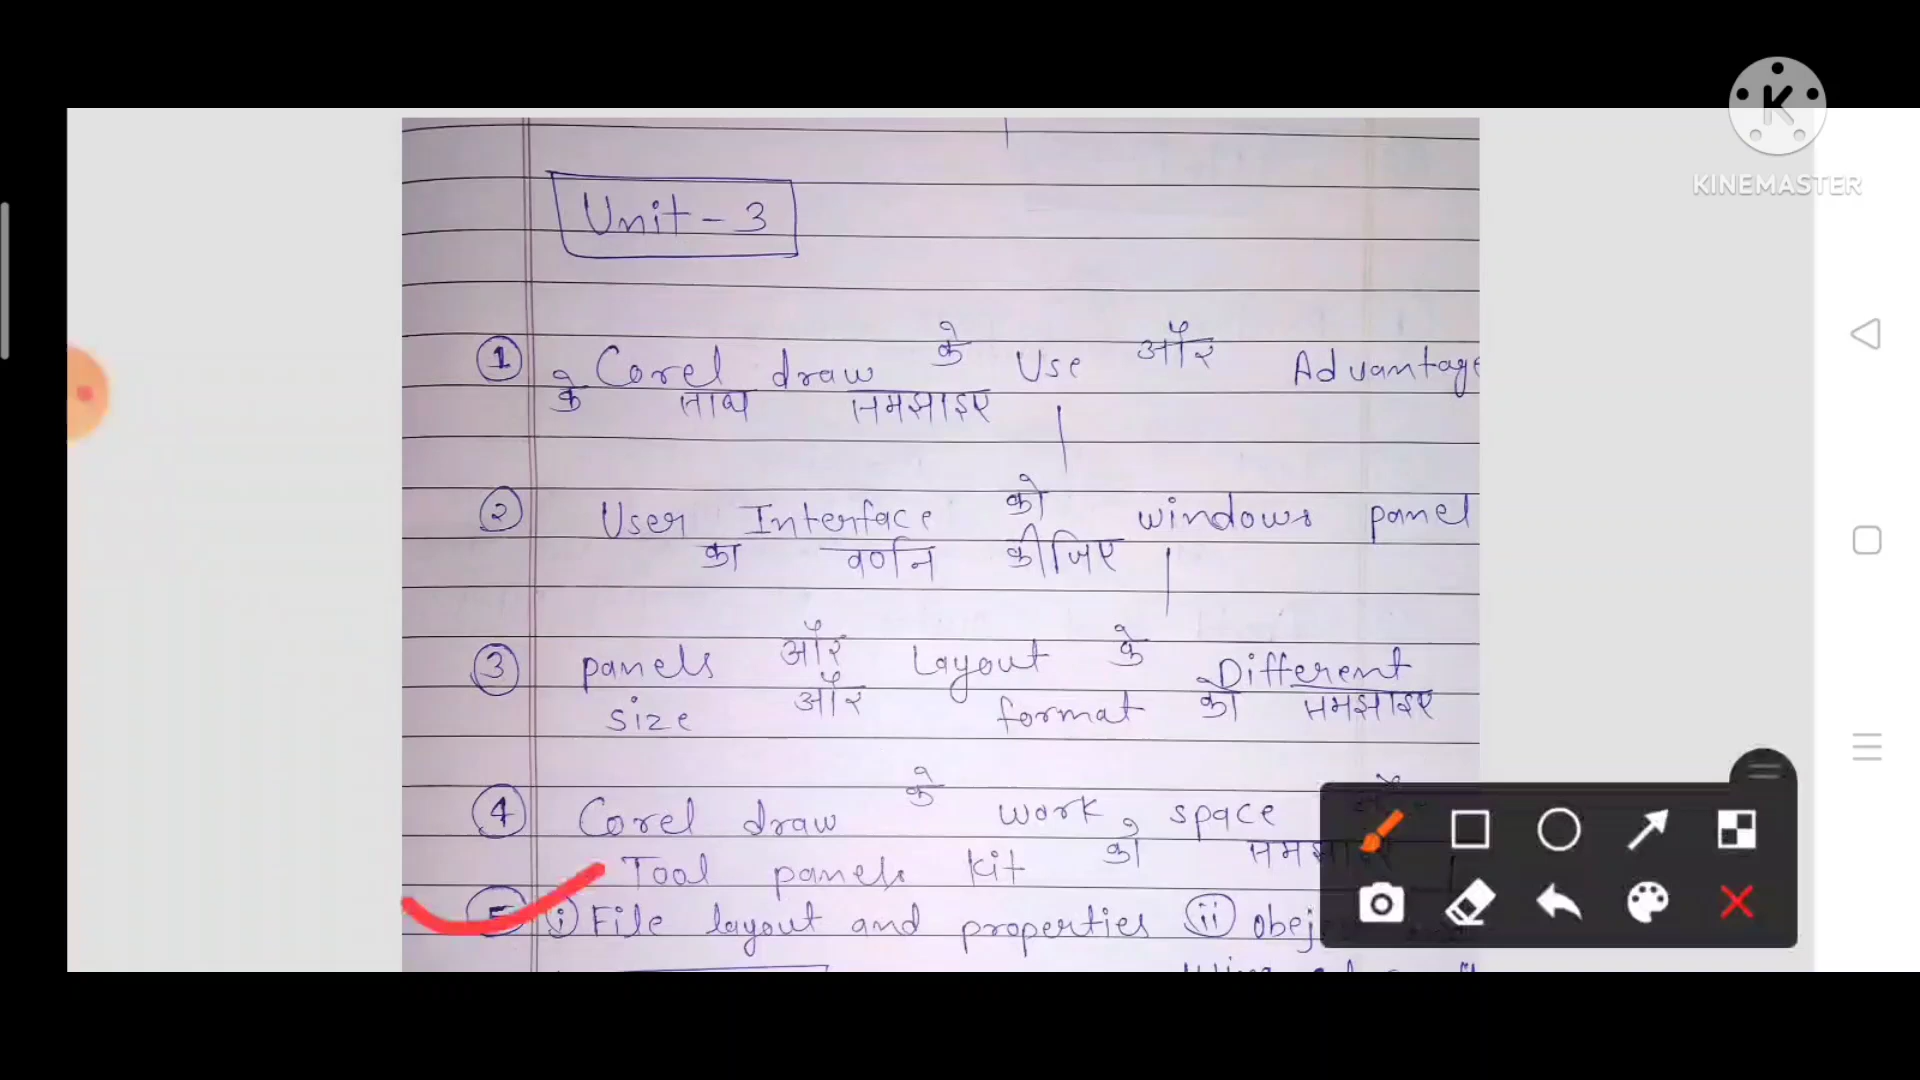 KINEMASTER
Unit - 3
① Corel draw के Use और Advantage
के साथ समझाइए |
② User Interface को windows panel
का वर्णन कीजिए |
③ panels और Layout के Different
size और format को समझाइए
④ Corel draw के work space
Tool panels kit को
5 (i) File layout and properties (ii) obej